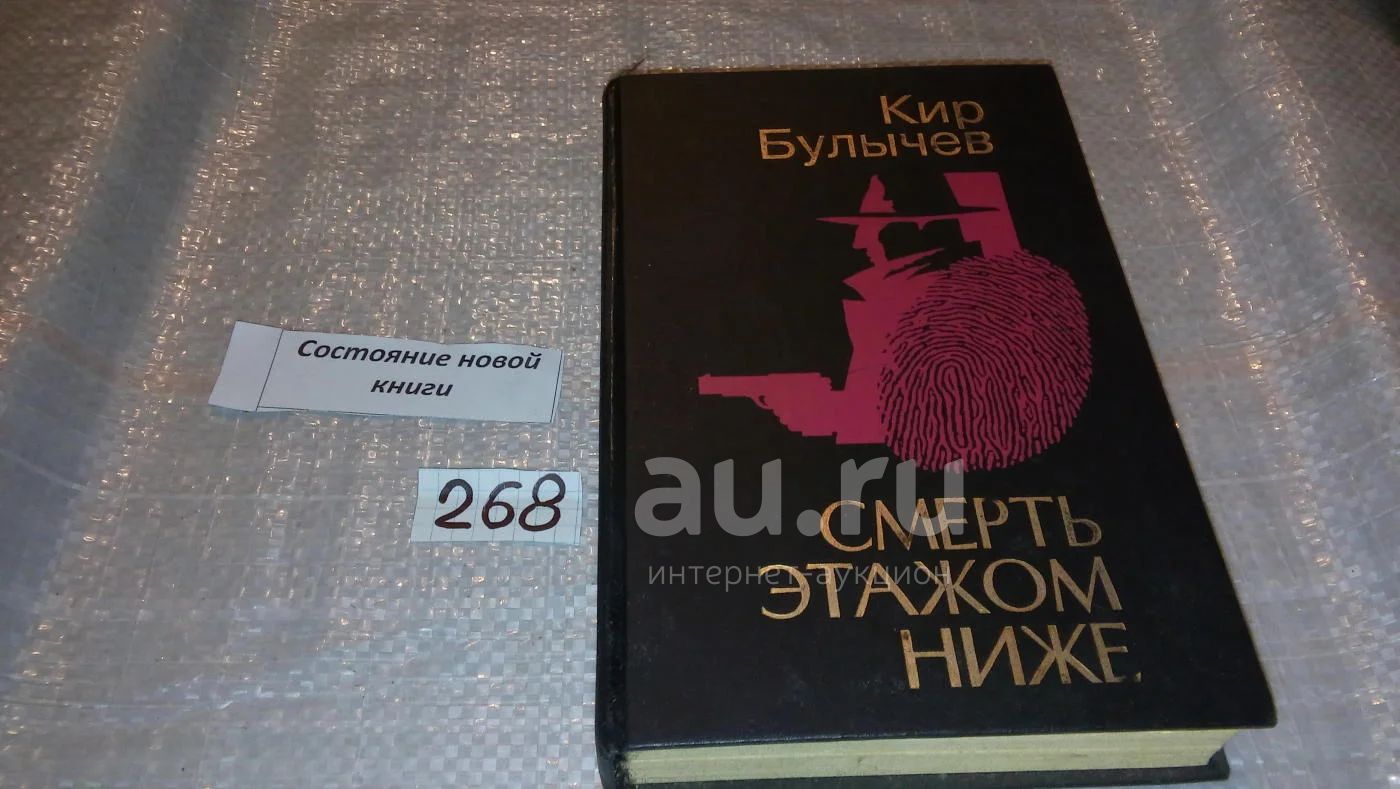 Кир
Булычев
Состояние новой
книги
268
au.ru
интернет-аукцион
СМЕРТЬ
ЭТАЖОМ
НИЖЕ